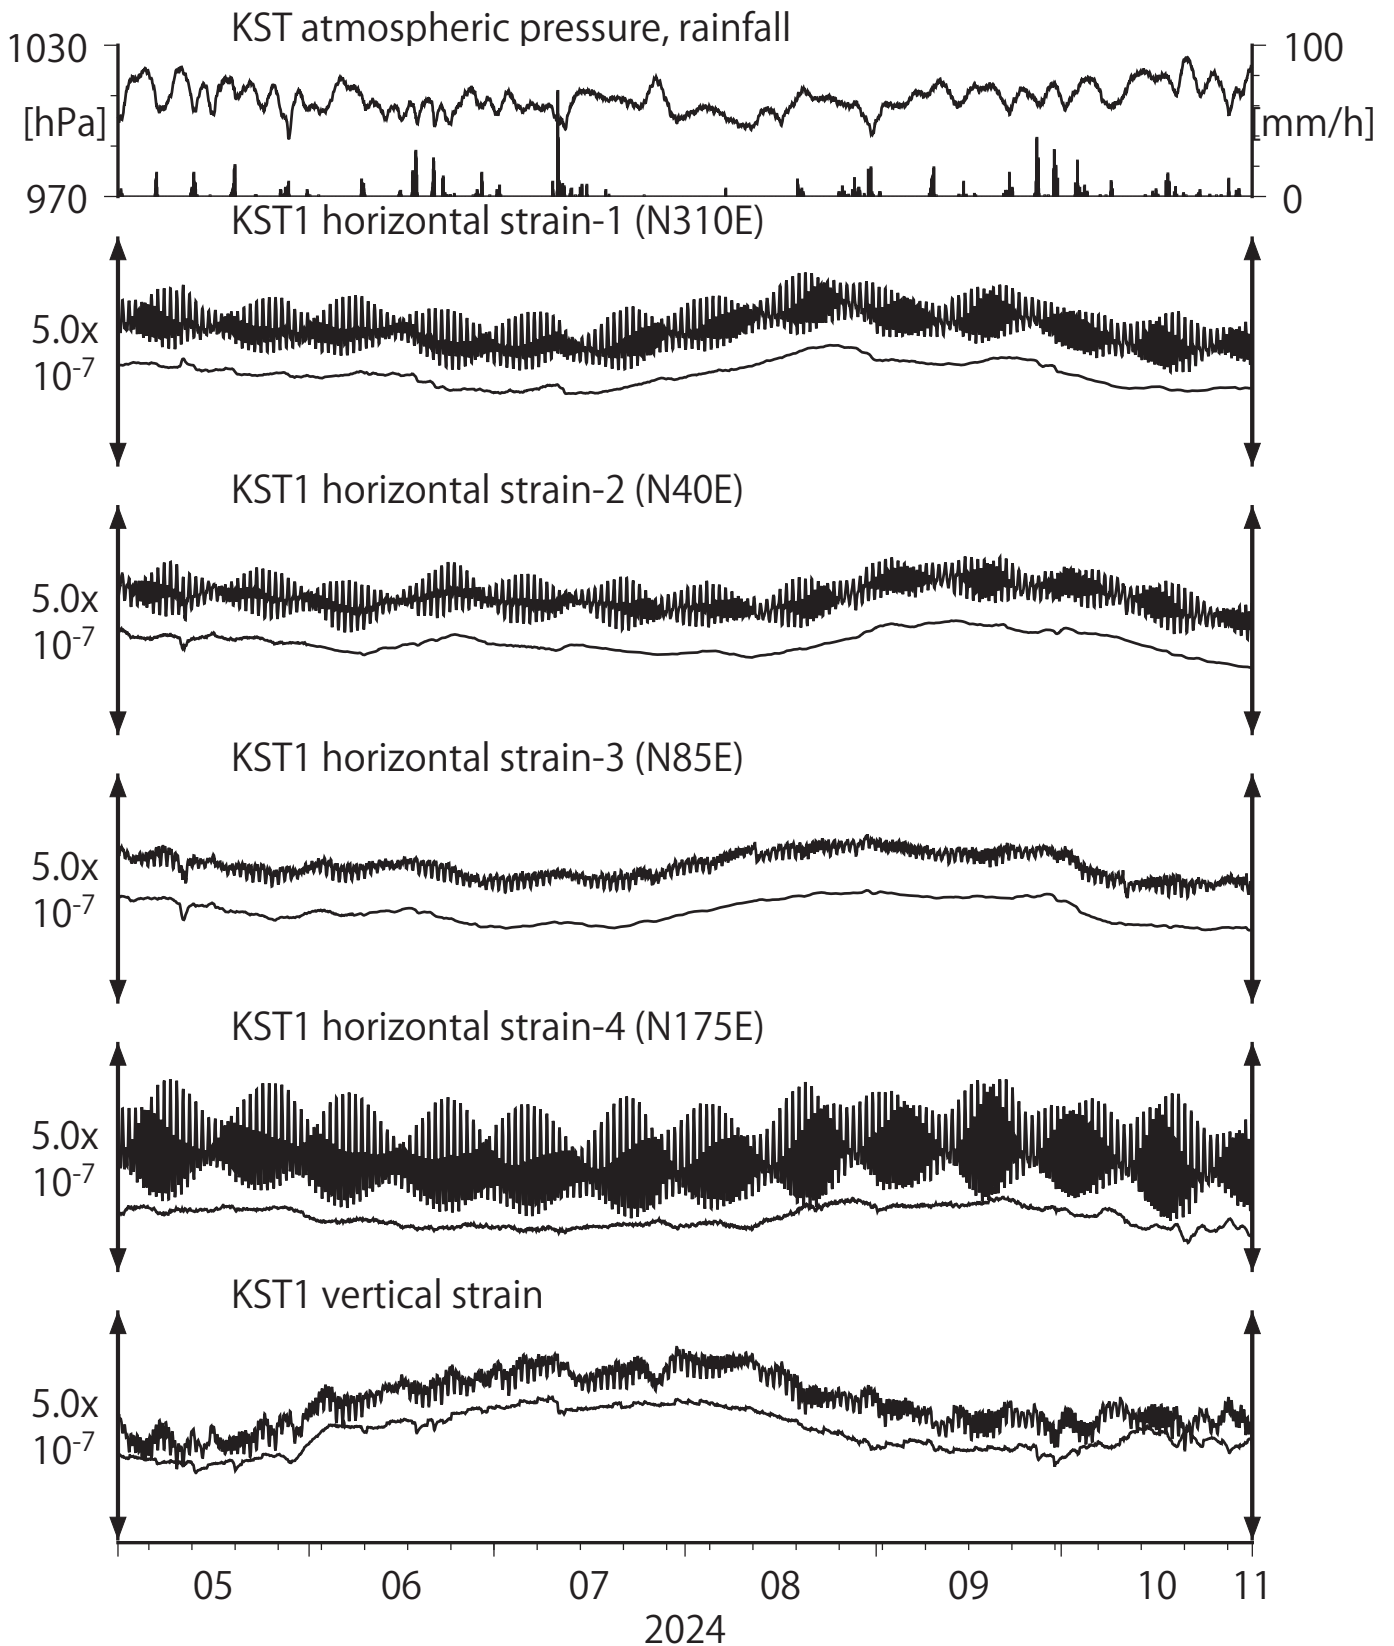 KST atmospheric pressure, rainfall
1030
100
[hPa]
[mm/h]
970
0
KST1 horizontal strain-1 (N310E)
5.0x
10-7
KST1 horizontal strain-2 (N40E)
5.0x
10-7
KST1 horizontal strain-3 (N85E)
5.0x
10-7
KST1 horizontal strain-4 (N175E)
5.0x
10-7
KST1 vertical strain
5.0x
10-7
05 06 07 08 09 10 11
2024